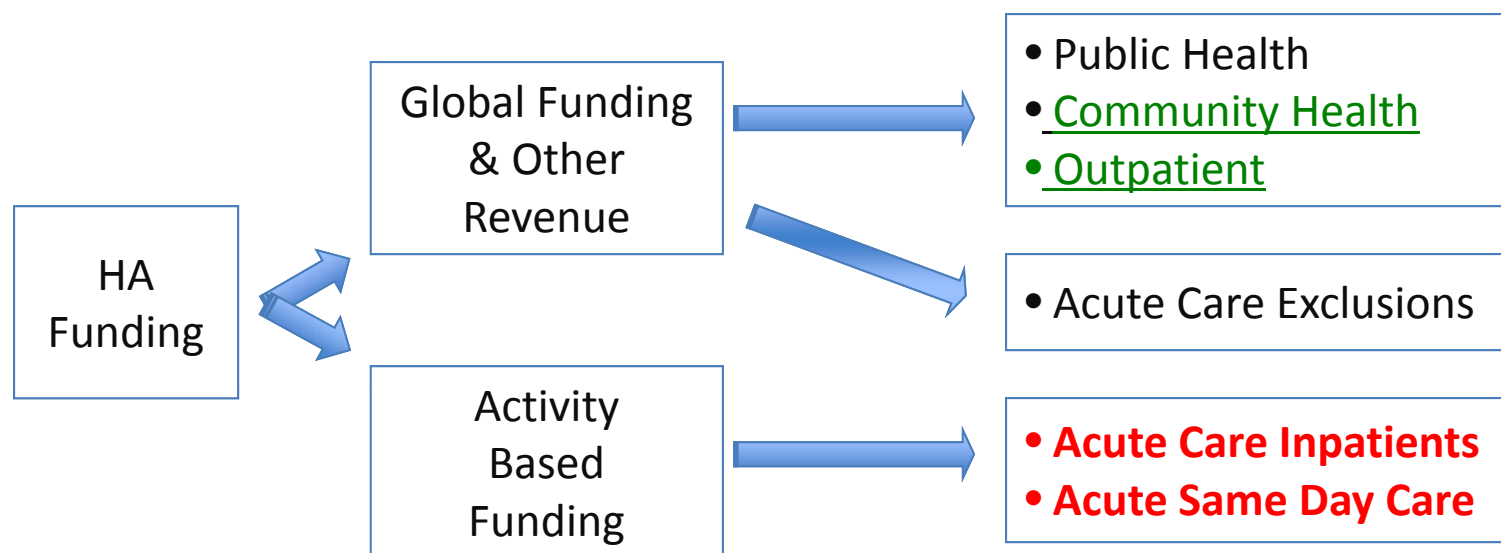 HA
Funding
Global Funding
& Other
Revenue
Activity
Based
Funding
• Public Health
• Community Health
• Outpatient
• Acute Care Exclusions
• Acute Care Inpatients
• Acute Same Day Care